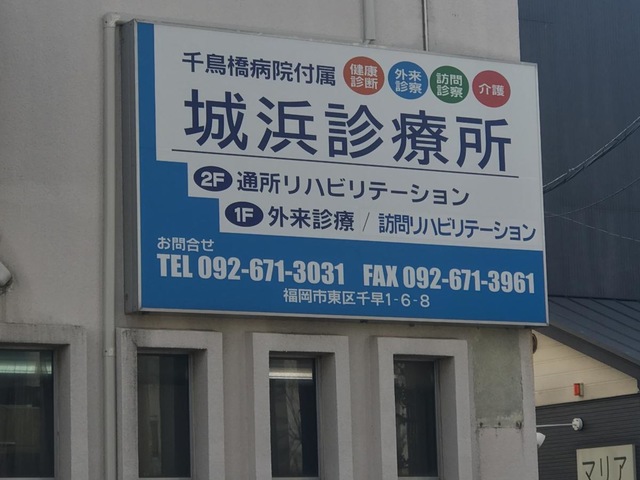 千鳥橋病院付属
健康診断
外来診察
訪問診察
介護
城浜診療所
2F 通所リハビリテーション
1F 外来診療 / 訪問リハビリテーション
お問合せ
TEL 092-671-3031 FAX 092-671-3961
福岡市東区千早1-6-8
マリア